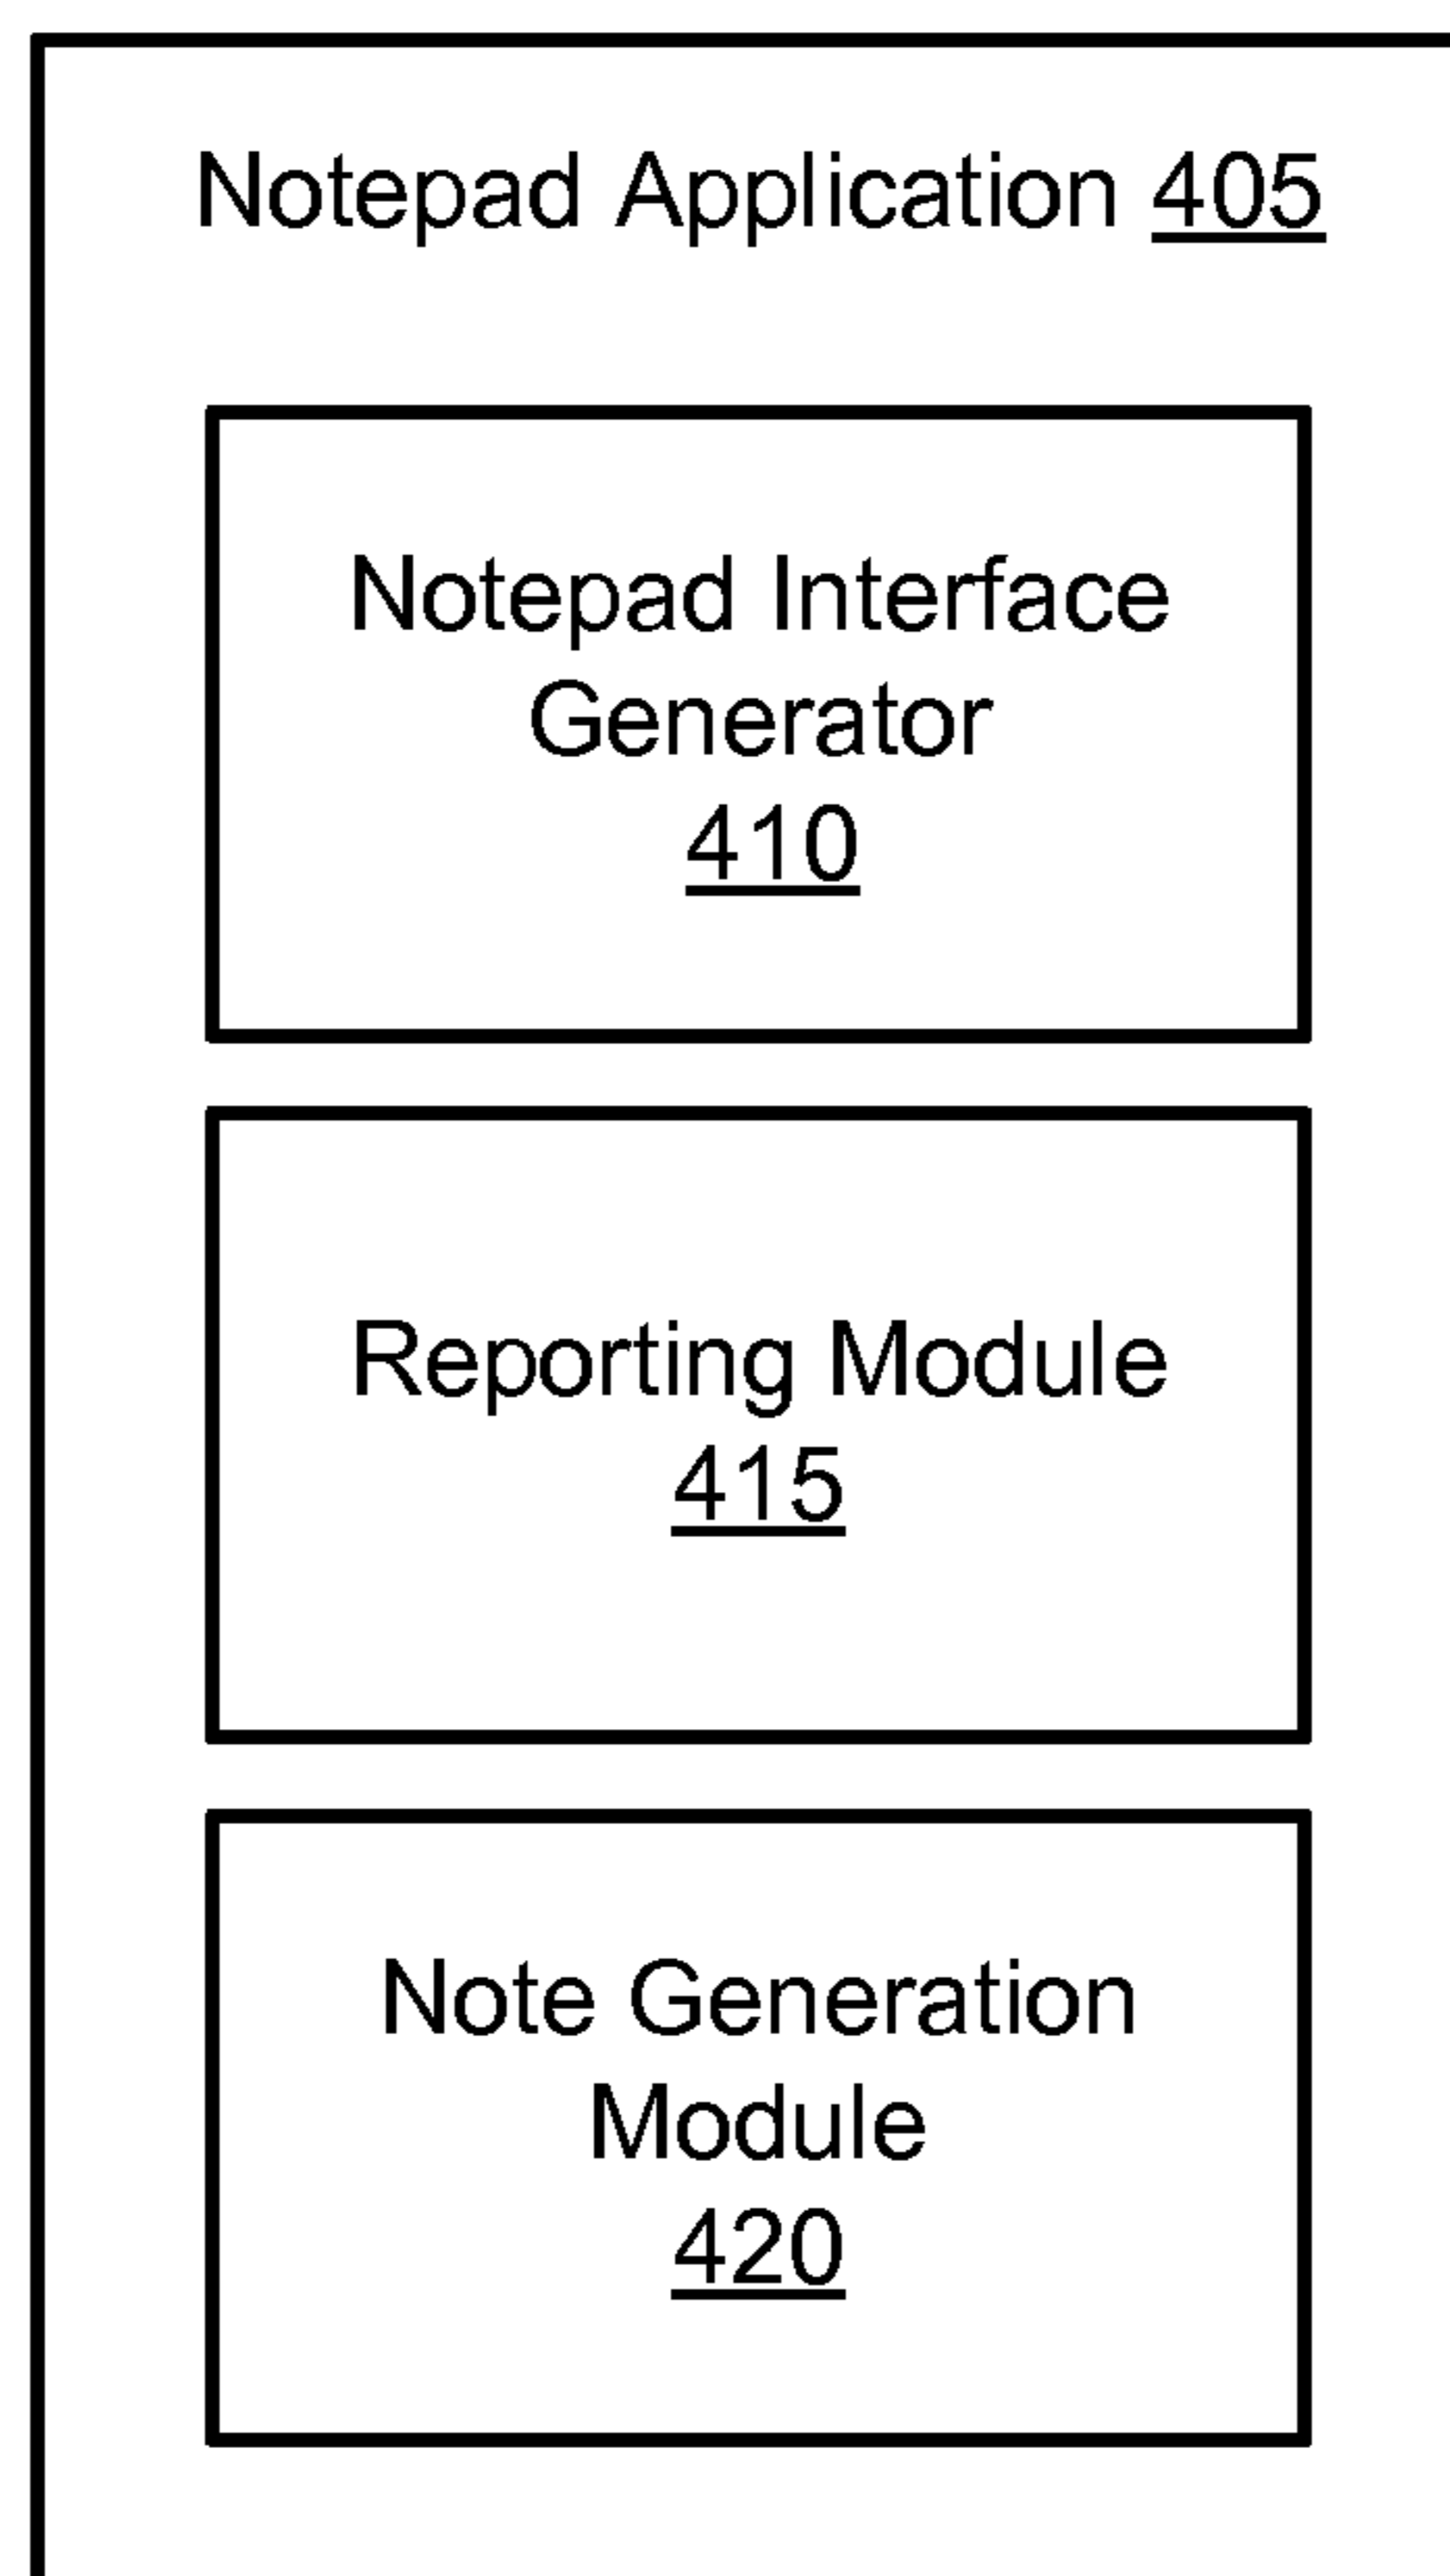 Notepad Application 405
Notepad Interface
Generator
410
Reporting Module
415
Note Generation
Module
420